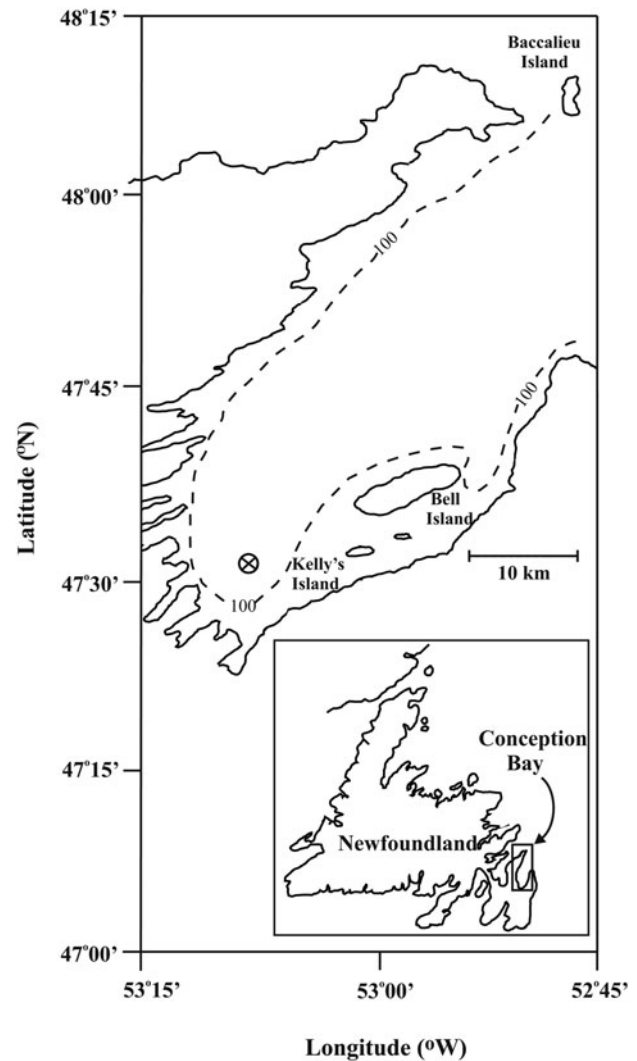 48°15'
Baccalieu
Island
48°00'
100
47°45'
100
Latitude (°N)
Bell
Island
Kelly's
Island
10 km
47°30'
100
47°15'
Conception
Bay
Newfoundland
47°00'
53°15'
53°00'
52°45'
Longitude (°W)